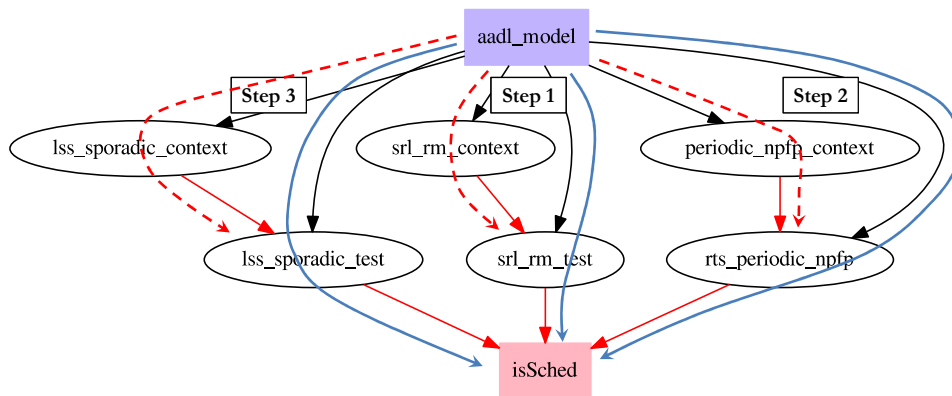 aadl_model
Step 3
Step 1
Step 2
lss_sporadic_context
srl_rm_context
periodic_npfp_context
lss_sporadic_test
srl_rm_test
rts_periodic_npfp
isSched